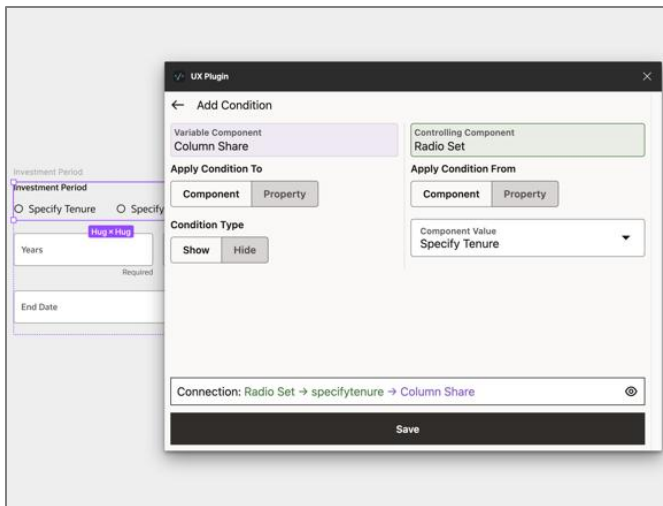 UX Plugin
Add Condition
Variable Component
Column Share
Controlling Component
Radio Set
Apply Condition To
Apply Condition From
Component
Property
Component
Property
Condition Type
Show
Hide
Component Value
Specify Tenure
Connection: Radio Set → specifytenure → Column Share
Save
Investment Period
Investment Period
Specify Tenure
Specify
Hug × Hug
Years
Required
End Date